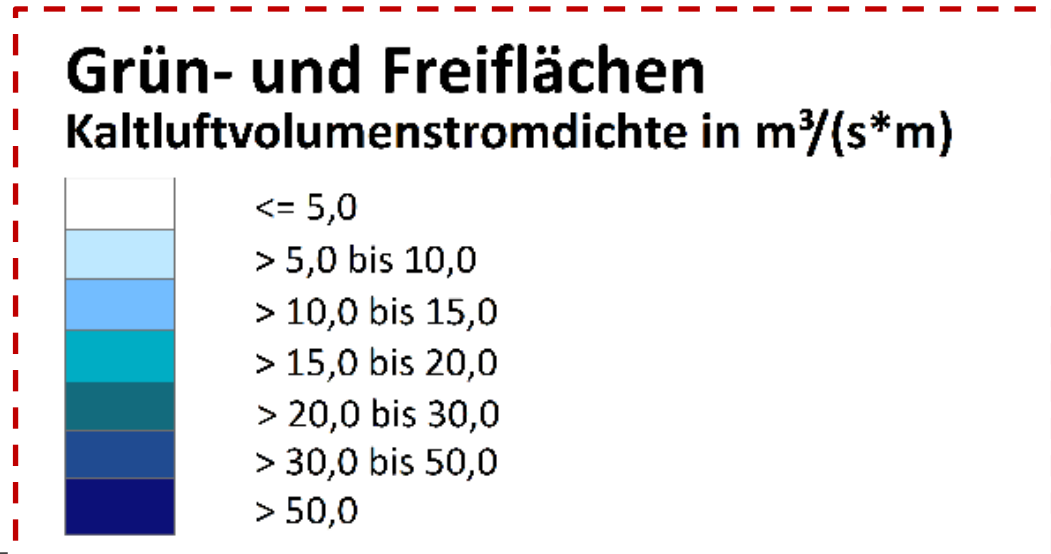 Grün- und Freiflächen
Kaltluftvolumenstromdichte in m³/(s*m)
<= 5,0
> 5,0 bis 10,0
> 10,0 bis 15,0
> 15,0 bis 20,0
> 20,0 bis 30,0
> 30,0 bis 50,0
> 50,0